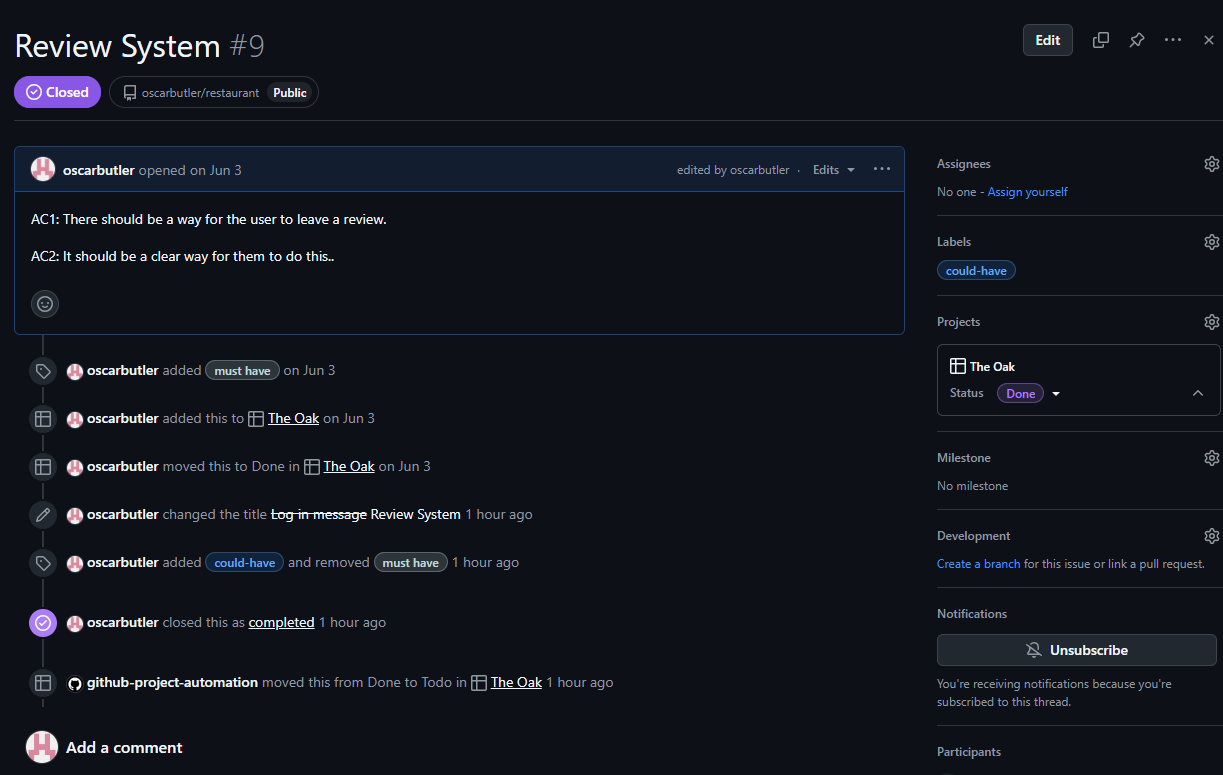 Review System #9
Edit
Closed
oscarbutler/restaurant Public
oscarbutler opened on Jun 3
edited by oscarbutler · Edits
AC1: There should be a way for the user to leave a review.
AC2: It should be a clear way for them to do this..
oscarbutler added must have on Jun 3
oscarbutler added this to The Oak on Jun 3
oscarbutler moved this to Done in The Oak on Jun 3
oscarbutler changed the title Log in message Review System 1 hour ago
oscarbutler added could-have and removed must have 1 hour ago
oscarbutler closed this as completed 1 hour ago
github-project-automation moved this from Done to Todo in The Oak 1 hour ago
Add a comment
Assignees
No one - Assign yourself
Labels
could-have
Projects
The Oak
Status Done
Milestone
No milestone
Development
Create a branch for this issue or link a pull request.
Notifications
Unsubscribe
You're receiving notifications because you're
subscribed to this thread.
Participants